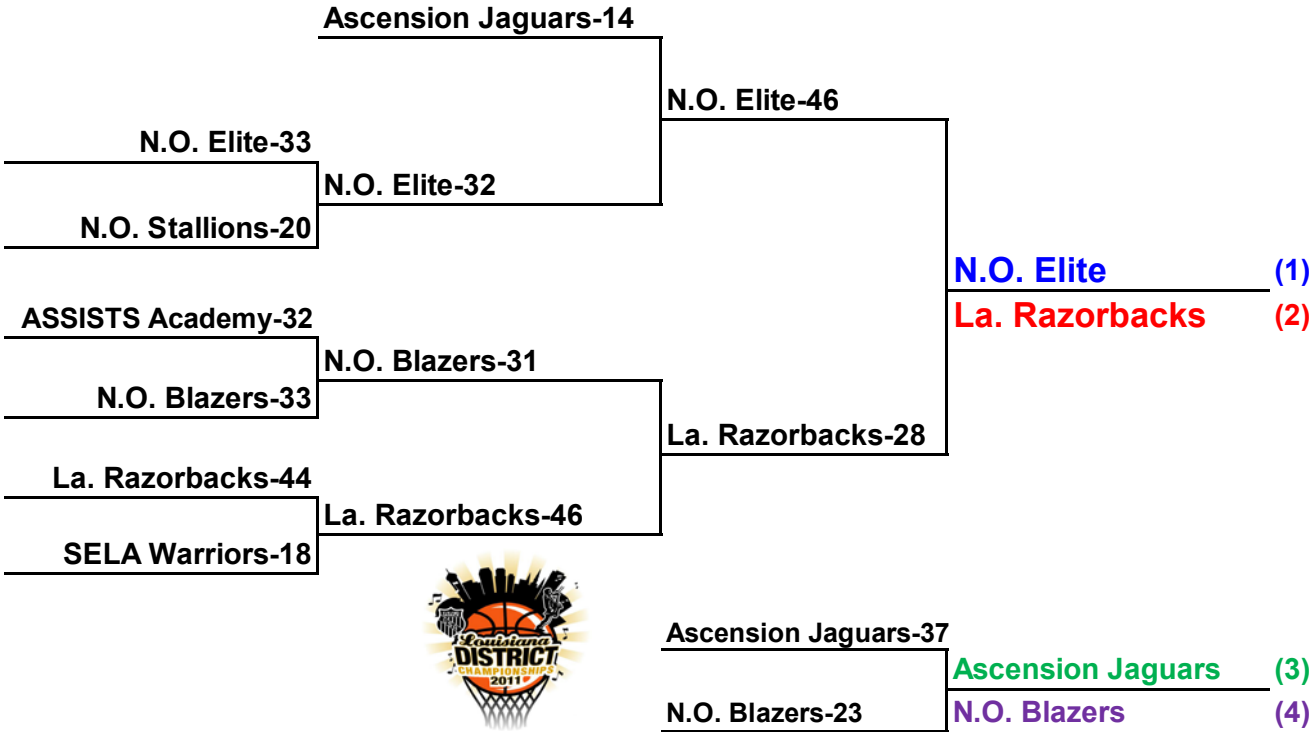 Ascension Jaguars-14
N.O. Elite-46
N.O. Elite-33
N.O. Elite-32
N.O. Stallions-20
N.O. Elite (1)
La. Razorbacks (2)
ASSISTS Academy-32
N.O. Blazers-31
N.O. Blazers-33
La. Razorbacks-28
La. Razorbacks-44
La. Razorbacks-46
SELA Warriors-18
Louisiana
DISTRICT
CHAMPIONSHIPS
2011
Ascension Jaguars-37
Ascension Jaguars (3)
N.O. Blazers-23
N.O. Blazers (4)